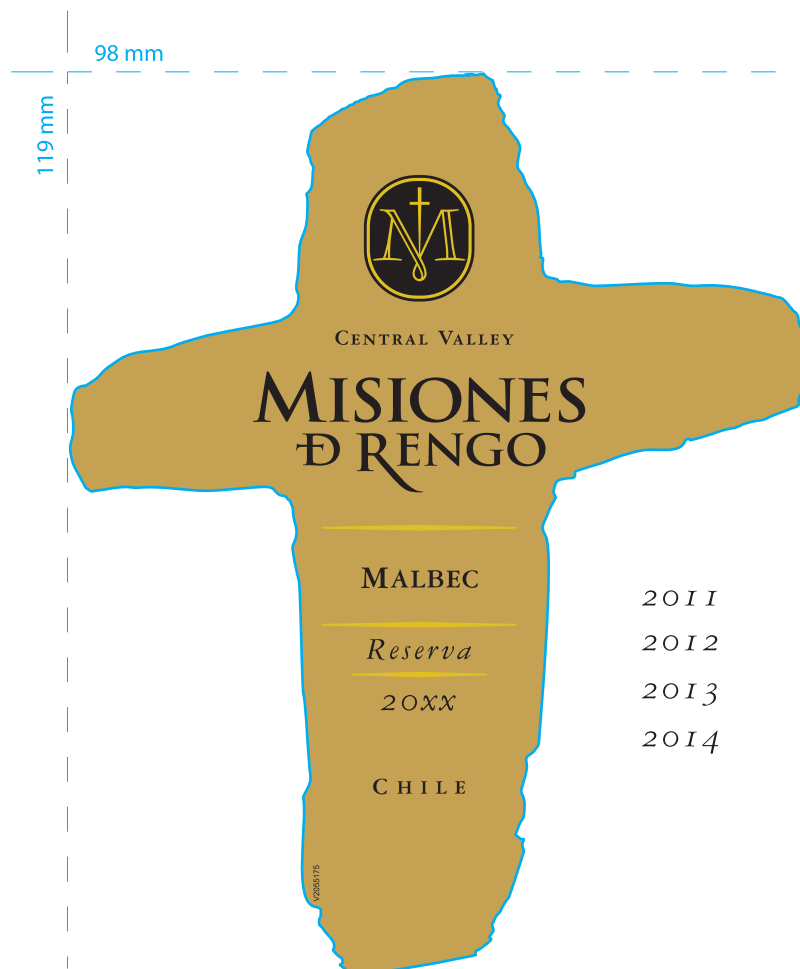 98 mm
119 mm
M
CENTRAL VALLEY
MISIONES
D RENGO
MALBEC
Reserva
20xx
CHILE
V2055175
2011
2012
2013
2014